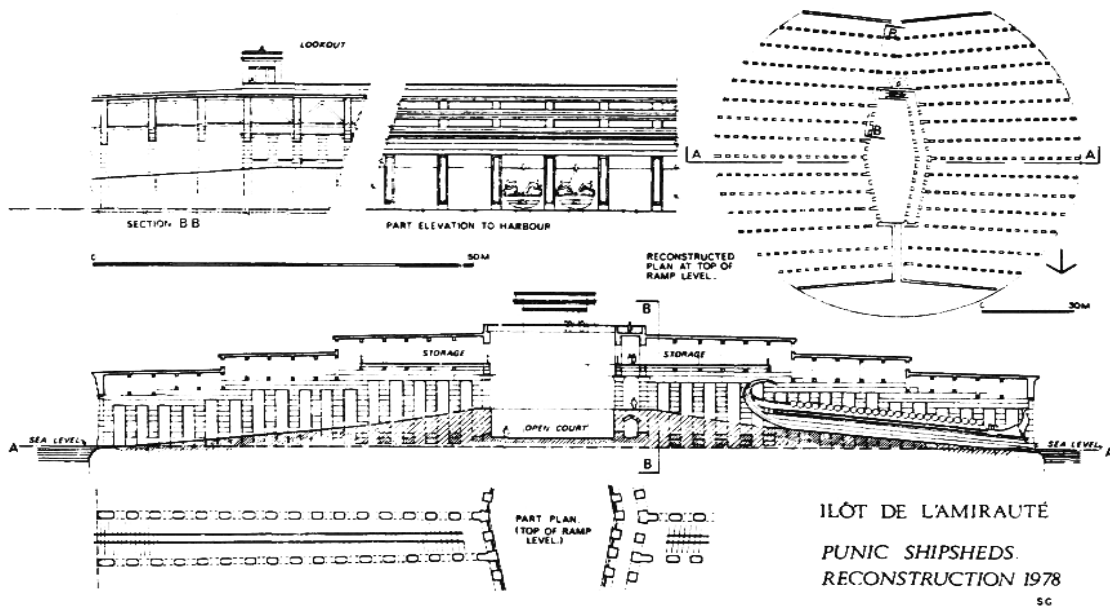 LOOKOUT
SECTION B B
PART ELEVATION TO HARBOUR
50M
B
B
A
A
RECONSTRUCTED
PLAN AT TOP OF
RAMP LEVEL.
30M
B
STORAGE
STORAGE
OPEN COURT
A
SEA LEVEL
SEA LEVEL
A
B
PART PLAN.
(TOP OF RAMP
LEVEL.)
ILÔT DE L'AMIRAUTÉ
PUNIC SHIPSHEDS.
RECONSTRUCTION 1978
SG